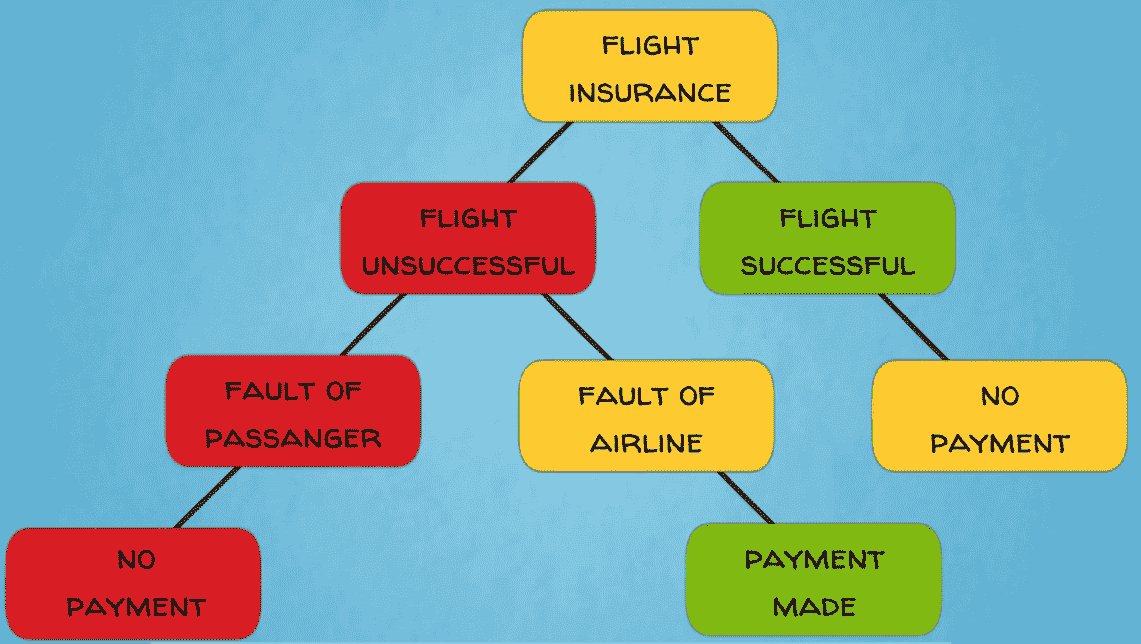 FLIGHT
INSURANCE
FLIGHT
UNSUCCESSFUL
FLIGHT
SUCCESSFUL
FAULT OF
PASSANGER
FAULT OF
AIRLINE
NO
PAYMENT
NO
PAYMENT
PAYMENT
MADE